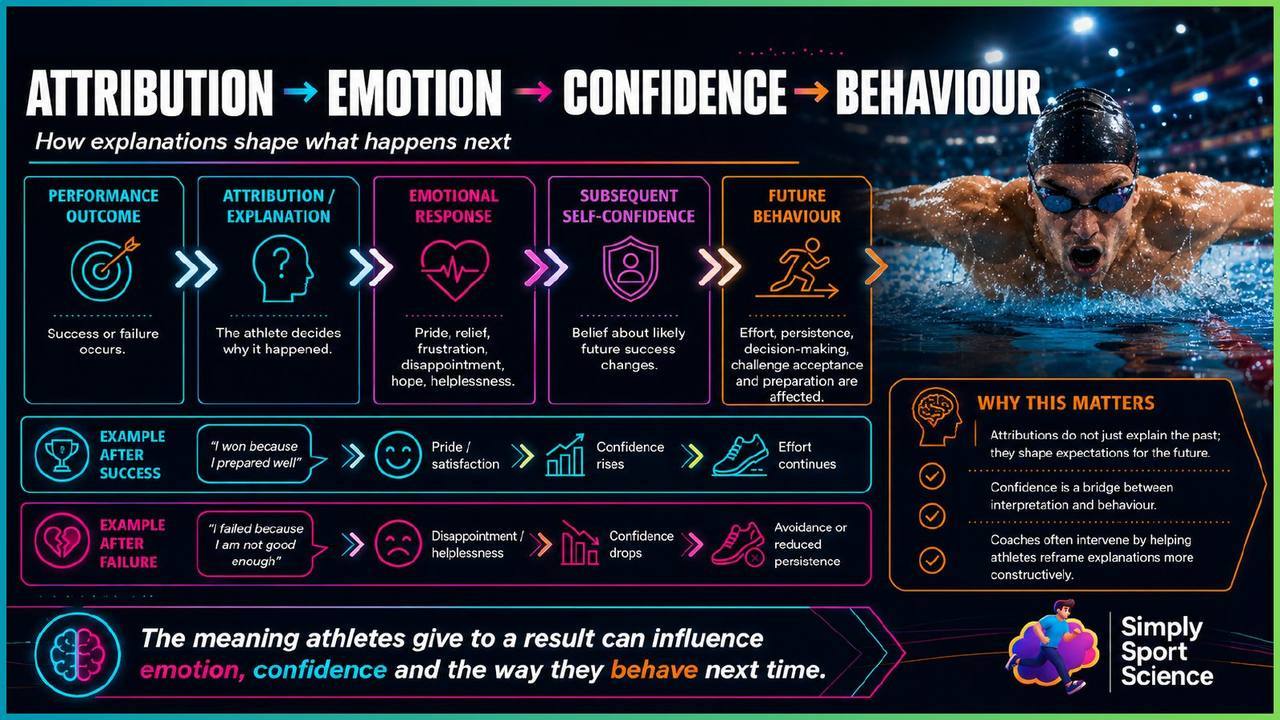 ATTRIBUTION → EMOTION → CONFIDENCE → BEHAVIOUR
How explanations shape what happens next
PERFORMANCE
OUTCOME
Success or failure
occurs.
ATTRIBUTION /
EXPLANATION
?
The athlete decides
why it happened.
EMOTIONAL
RESPONSE
Pride, relief,
frustration,
disappointment,
hope, helplessness.
SUBSEQUENT
SELF-CONFIDENCE
Belief about likely
future success
changes.
FUTURE
BEHAVIOUR
Effort, persistence,
decision-making,
challenge acceptance
and preparation are
affected.
EXAMPLE
AFTER
SUCCESS
"I won because
I prepared well"
Pride /
satisfaction
Confidence
rises
Effort
continues
EXAMPLE
AFTER
FAILURE
"I failed because
I am not good
enough"
Disappointment /
helplessness
Confidence
drops
Avoidance or
reduced
persistence
WHY THIS MATTERS
Attributions do not just explain the past;
they shape expectations for the future.
Confidence is a bridge between
interpretation and behaviour.
Coaches often intervene by helping
athletes reframe explanations more
constructively.
The meaning athletes give to a result can influence
emotion, confidence and the way they behave next time.
Simply
Sport
Science